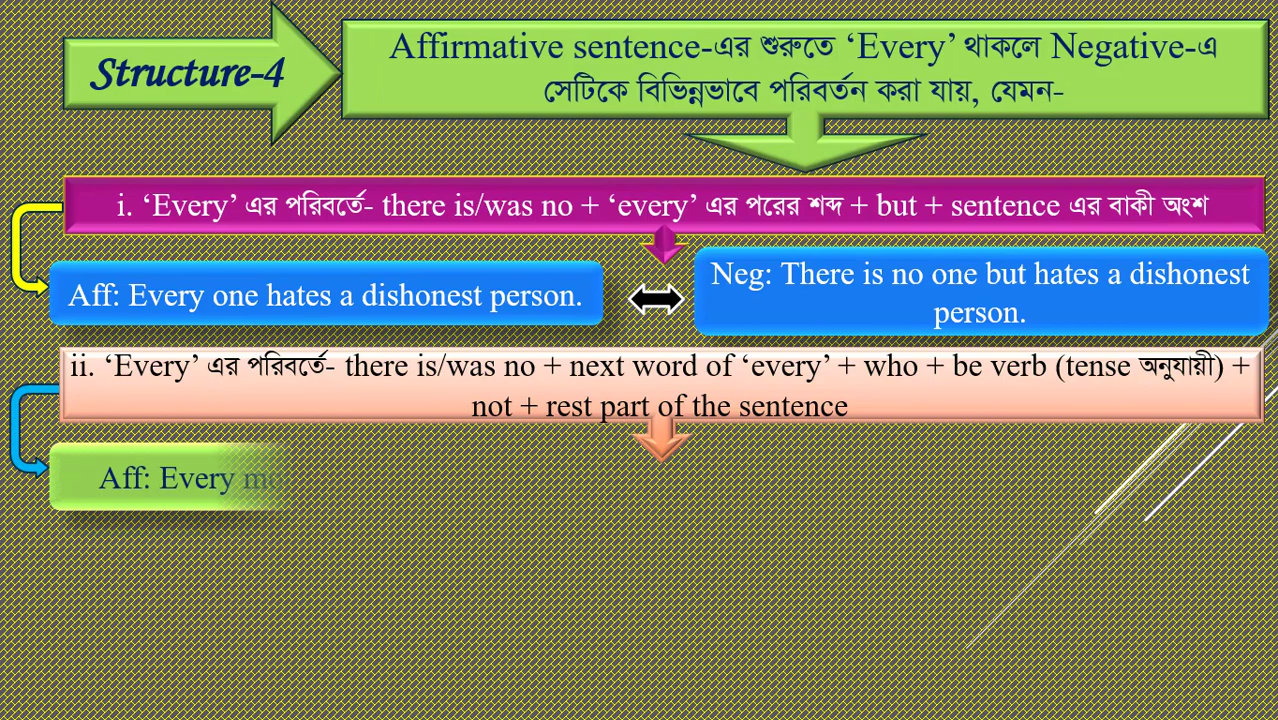 Structure-4
Affirmative sentence-এর শুরুতে ‘Every’ থাকলে Negative-এ
সেটিকে বিভিন্নভাবে পরিবর্তন করা যায়, যেমন-
i. ‘Every’ এর পরিবর্তে- there is/was no + ‘every’ এর পরের শব্দ + but + sentence এর বাকী অংশ
Aff: Every one hates a dishonest person.
Neg: There is no one but hates a dishonest
person.
ii. ‘Every’ এর পরিবর্তে- there is/was no + next word of ‘every’ + who + be verb (tense অনুযায়ী) +
not + rest part of the sentence
Aff: Every